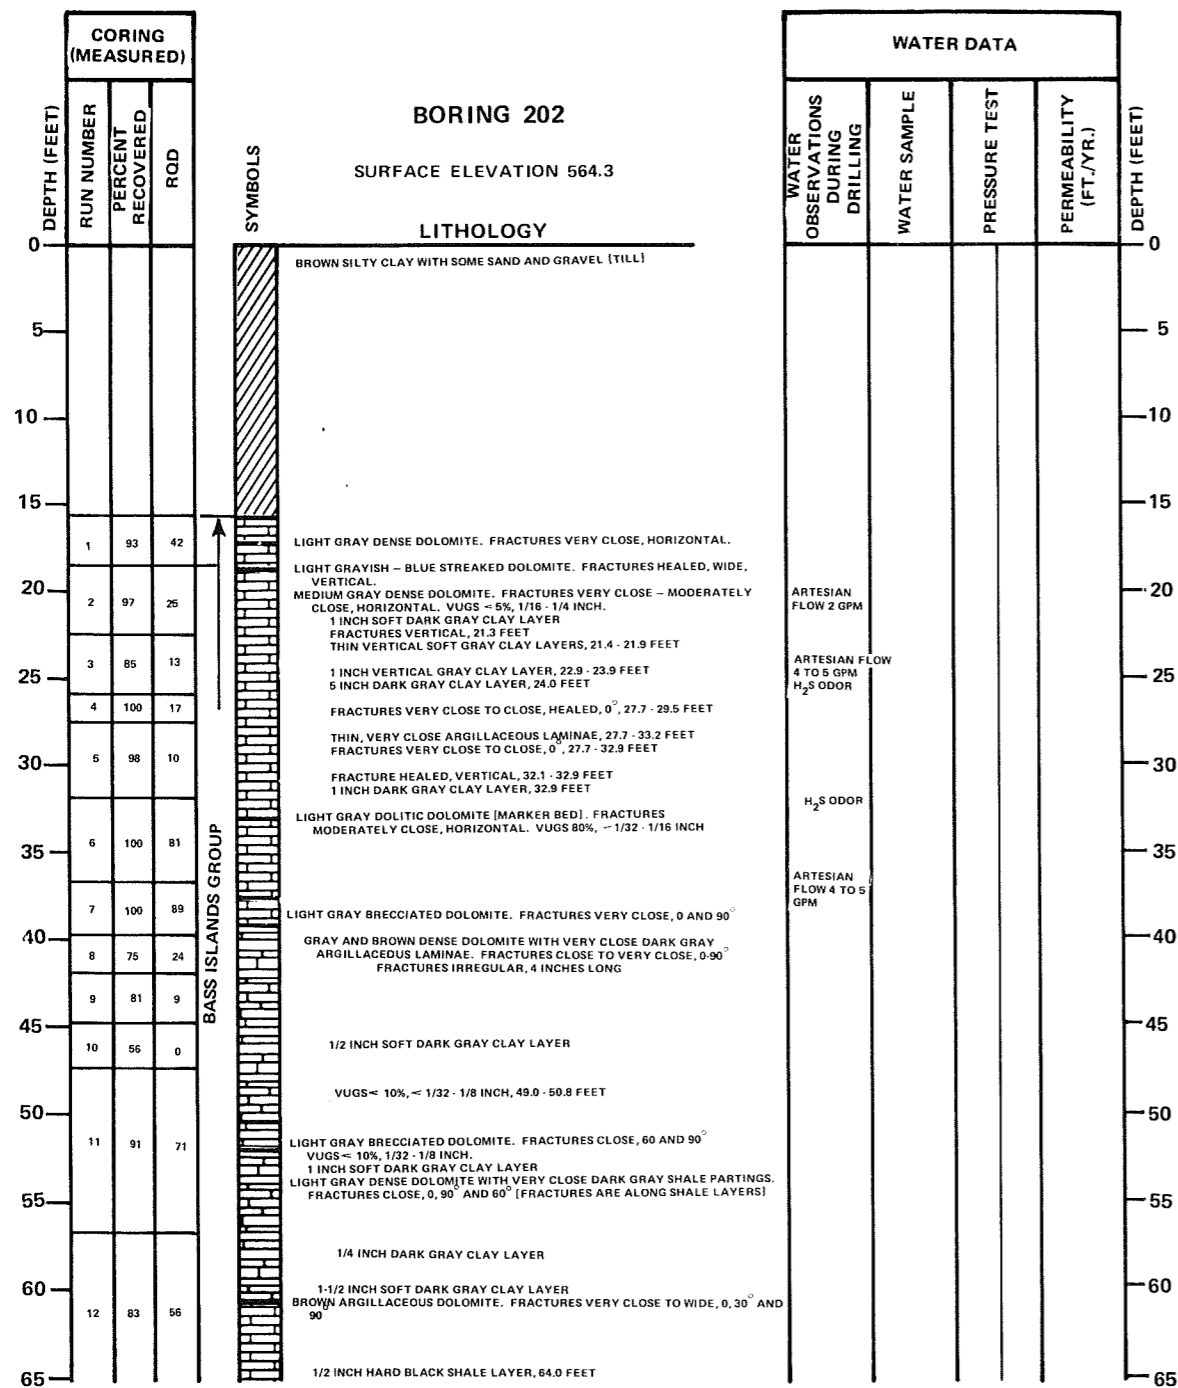 CORING
(MEASURED)
WATER DATA
DEPTH (FEET)
RUN NUMBER
PERCENT
RECOVERED
RQD
SYMBOLS
BORING 202
SURFACE ELEVATION 564.3
LITHOLOGY
WATER
OBSERVATIONS
DURING
DRILLING
WATER SAMPLE
PRESSURE TEST
PERMEABILITY
(FT./YR.)
DEPTH (FEET)
0
0
BROWN SILTY CLAY WITH SOME SAND AND GRAVEL [TILL]
5
5
10
10
15
15
1 93 42
LIGHT GRAY DENSE DOLOMITE. FRACTURES VERY CLOSE, HORIZONTAL.
LIGHT GRAYISH – BLUE STREAKED DOLOMITE. FRACTURES HEALED, WIDE,
VERTICAL.
20
20
MEDIUM GRAY DENSE DOLOMITE. FRACTURES VERY CLOSE – MODERATELY
CLOSE, HORIZONTAL. VUGS < 5%, 1/16 - 1/4 INCH.
ARTESIAN
FLOW 2 GPM
2 97 25
1 INCH SOFT DARK GRAY CLAY LAYER
FRACTURES VERTICAL, 21.3 FEET
THIN VERTICAL SOFT GRAY CLAY LAYERS, 21.4 - 21.9 FEET
3 85 13
1 INCH VERTICAL GRAY CLAY LAYER, 22.9 - 23.9 FEET
5 INCH DARK GRAY CLAY LAYER, 24.0 FEET
ARTESIAN FLOW
4 TO 5 GPM
H2S ODOR
25
25
4 100 17
FRACTURES VERY CLOSE TO CLOSE, HEALED, 0°, 27.7 - 29.5 FEET
THIN, VERY CLOSE ARGILLACEOUS LAMINAE, 27.7 - 33.2 FEET
FRACTURES VERY CLOSE TO CLOSE, 0°, 27.7 - 32.9 FEET
5 98 10
30
30
FRACTURE HEALED, VERTICAL, 32.1 - 32.9 FEET
1 INCH DARK GRAY CLAY LAYER, 32.9 FEET
H2S ODOR
LIGHT GRAY DOLITIC DOLOMITE [MARKER BED]. FRACTURES
MODERATELY CLOSE, HORIZONTAL. VUGS 80%, – 1/32 - 1/16 INCH
6 100 81
35
35
BASS ISLANDS GROUP
ARTESIAN
FLOW 4 TO 5
GPM
7 100 89
LIGHT GRAY BRECCIATED DOLOMITE. FRACTURES VERY CLOSE, 0 AND 90°
40
40
GRAY AND BROWN DENSE DOLOMITE WITH VERY CLOSE DARK GRAY
ARGILLACEDUS LAMINAE. FRACTURES CLOSE TO VERY CLOSE, 0-90°
FRACTURES IRREGULAR, 4 INCHES LONG
8 75 24
9 81 9
45
45
10 56 0
1/2 INCH SOFT DARK GRAY CLAY LAYER
VUGS < 10%, < 1/32 - 1/8 INCH, 49.0 - 50.8 FEET
50
50
11 91 71
LIGHT GRAY BRECCIATED DOLOMITE. FRACTURES CLOSE, 60 AND 90°
VUGS < 10%, 1/32 - 1/8 INCH.
1 INCH SOFT DARK GRAY CLAY LAYER
LIGHT GRAY DENSE DOLOMITE WITH VERY CLOSE DARK GRAY SHALE PARTINGS.
FRACTURES CLOSE, 0, 90° AND 60° [FRACTURES ARE ALONG SHALE LAYERS]
55
55
1/4 INCH DARK GRAY CLAY LAYER
60
60
1-1/2 INCH SOFT DARK GRAY CLAY LAYER
BROWN ARGILLACEOUS DOLOMITE. FRACTURES VERY CLOSE TO WIDE, 0, 30° AND
90°
12 83 56
1/2 INCH HARD BLACK SHALE LAYER, 64.0 FEET
65
65